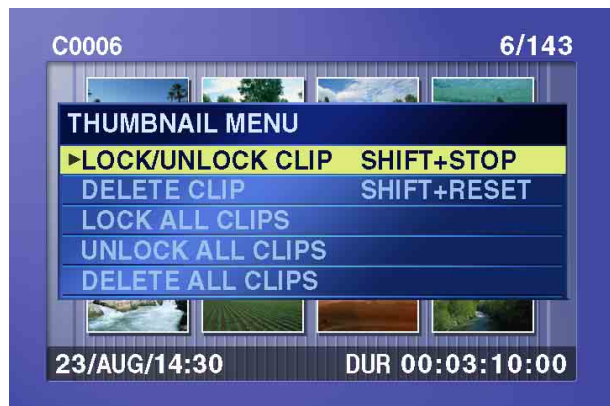 C0006 6/143
THUMBNAIL MENU
►LOCK/UNLOCK CLIP SHIFT+STOP
DELETE CLIP SHIFT+RESET
LOCK ALL CLIPS
UNLOCK ALL CLIPS
DELETE ALL CLIPS
23/AUG/14:30 DUR 00:03:10:00